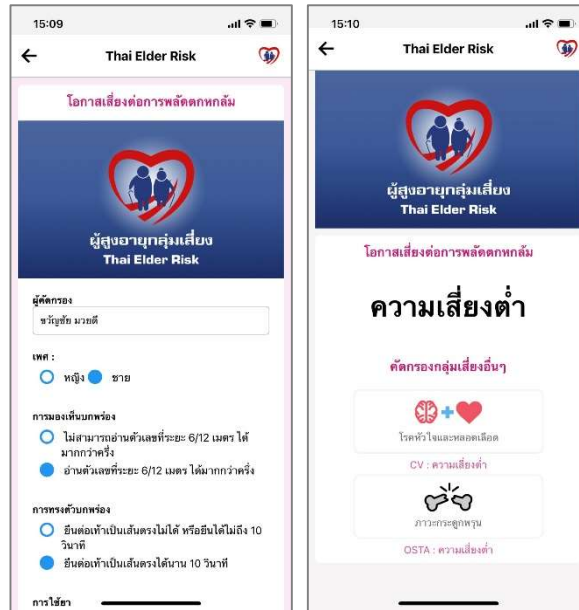 15:09
Thai Elder Risk
โอกาสเสี่ยงต่อการพลัดตกหกล้ม
ผู้สูงอายุกลุ่มเสี่ยง
Thai Elder Risk
ผู้คัดกรอง
ขวัญชัย มวยดี
เพศ :
หญิง ชาย
การมองเห็นบกพร่อง
ไม่สามารถอ่านตัวเลขที่ระยะ 6/12 เมตร ได้
มากกว่าครึ่ง
อ่านตัวเลขที่ระยะ 6/12 เมตร ได้มากกว่าครึ่ง
การทรงตัวบกพร่อง
ยืนต่อเท้าเป็นเส้นตรงไม่ได้ หรือยืนได้ไม่ถึง 10
วินาที
ยืนต่อเท้าเป็นเส้นตรงได้นาน 10 วินาที
การใช้ยา
15:10
Thai Elder Risk
ผู้สูงอายุกลุ่มเสี่ยง
Thai Elder Risk
โอกาสเสี่ยงต่อการพลัดตกหกล้ม
ความเสี่ยงต่ำ
คัดกรองกลุ่มเสี่ยงอื่นๆ
โรคหัวใจและหลอดเลือด
CV : ความเสี่ยงต่ำ
ภาวะกระดูกพรุน
OSTA : ความเสี่ยงต่ำ